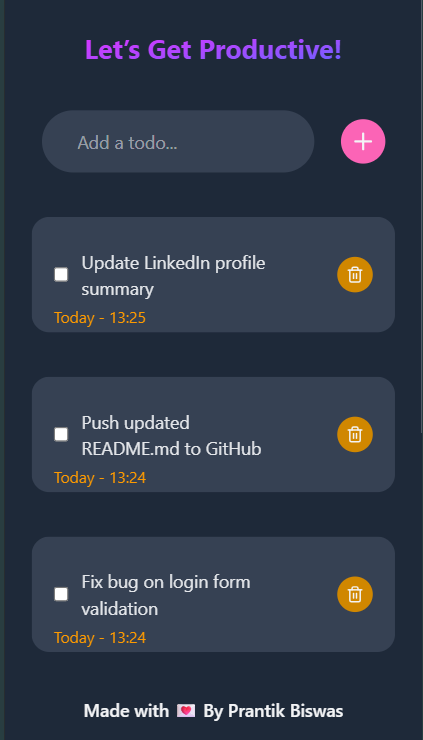 Let’s Get Productive!
Add a todo...
Update LinkedIn profile
summary
Today - 13:25
Push updated
README.md to GitHub
Today - 13:24
Fix bug on login form
validation
Today - 13:24
Made with 💌 By Prantik Biswas